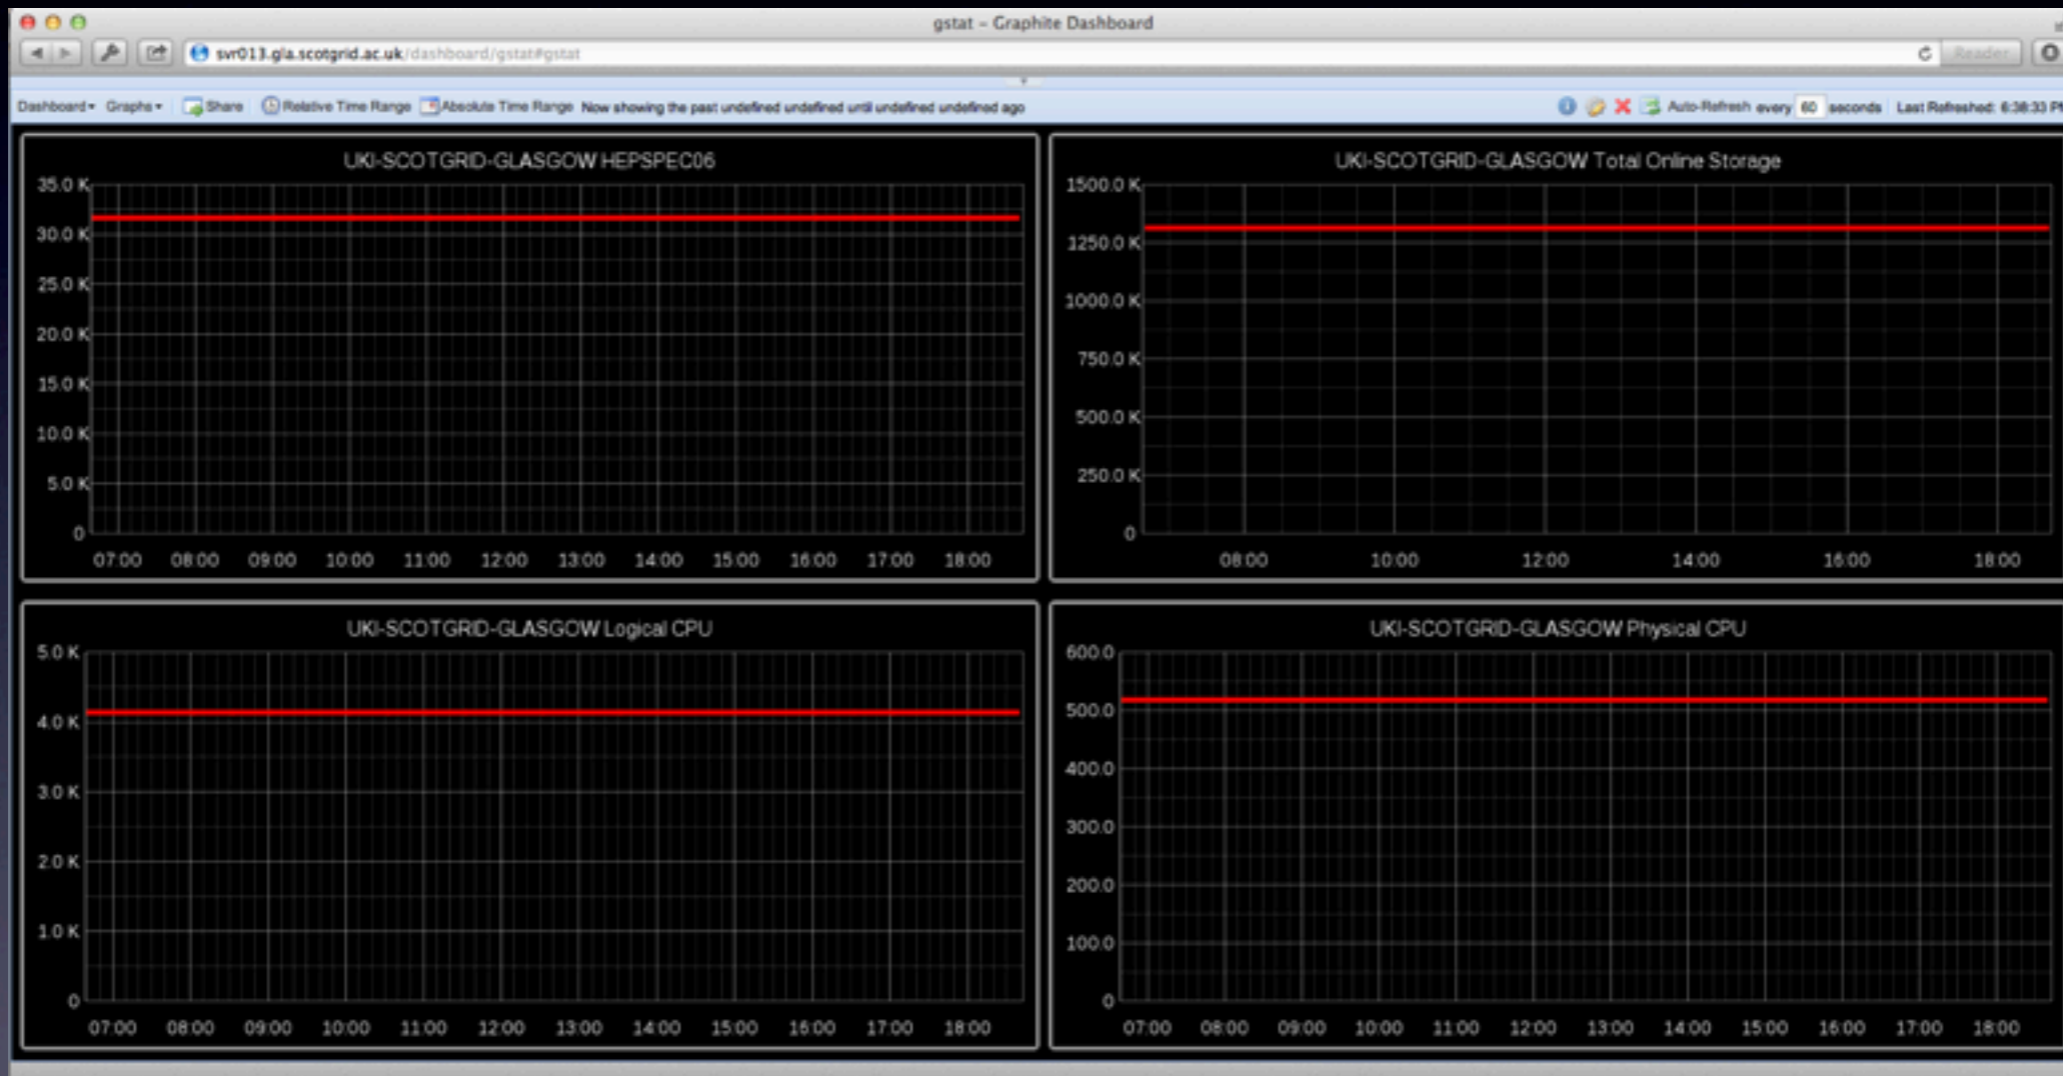 gstat – Graphite Dashboard
svr013.gla.scotgrid.ac.uk/dashboard/gstat#gstat
Reader
Dashboard Graphs Share Relative Time Range Absolute Time Range Now showing the past undefined undefined until undefined undefined ago
Auto-Refresh every 60 seconds Last Refreshed: 6:38:33 PM
UKI-SCOTGRID-GLASGOW HEPSPEC06
35.0 K
30.0 K
25.0 K
20.0 K
15.0 K
10.0 K
5.0 K
0
07:00 08:00 09:00 10:00 11:00 12:00 13:00 14:00 15:00 16:00 17:00 18:00
UKI-SCOTGRID-GLASGOW Total Online Storage
1500.0 K
1250.0 K
1000.0 K
750.0 K
500.0 K
250.0 K
0
08:00 10:00 12:00 14:00 16:00 18:00
UKI-SCOTGRID-GLASGOW Logical CPU
5.0 K
4.0 K
3.0 K
2.0 K
1.0 K
0
07:00 08:00 09:00 10:00 11:00 12:00 13:00 14:00 15:00 16:00 17:00 18:00
UKI-SCOTGRID-GLASGOW Physical CPU
600.0
500.0
400.0
300.0
200.0
100.0
0
07:00 08:00 09:00 10:00 11:00 12:00 13:00 14:00 15:00 16:00 17:00 18:00